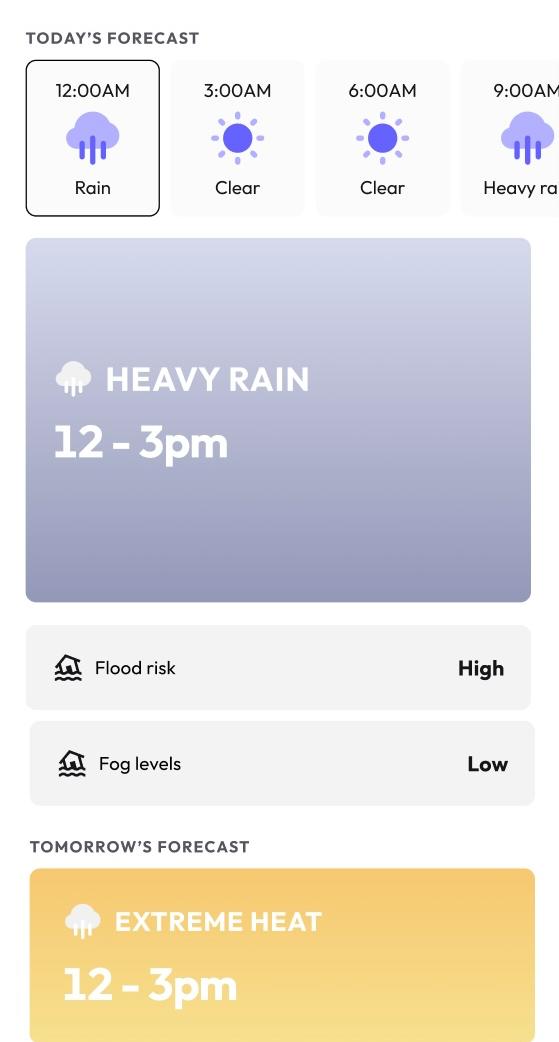 TODAY’S FORECAST
12:00AM
3:00AM
6:00AM
9:00AM
Rain
Clear
Clear
Heavy ra
HEAVY RAIN
12 - 3pm
Flood risk
High
Fog levels
Low
TOMORROW’S FORECAST
EXTREME HEAT
12 - 3pm